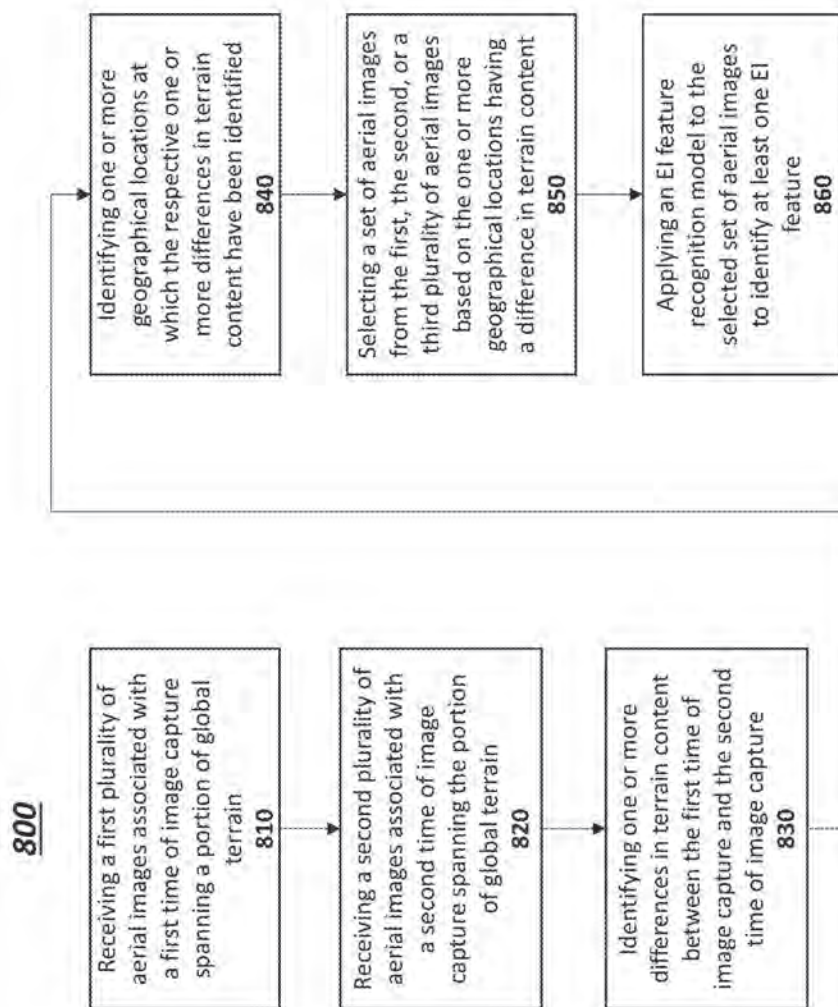 800
Receiving a first plurality of
aerial images associated with
a first time of image capture
spanning a portion of global
terrain
810
Receiving a second plurality of
aerial images associated with
a second time of image
capture spanning the portion
of global terrain
820
Identifying one or more
differences in terrain content
between the first time of
image capture and the second
time of image capture
830
Identifying one or more
geographical locations at
which the respective one or
more differences in terrain
content have been identified
840
Selecting a set of aerial images
from the first, the second, or a
third plurality of aerial images
based on the one or more
geographical locations having
a difference in terrain content
850
Applying an EI feature
recognition model to the
selected set of aerial images
to identify at least one EI
feature
860